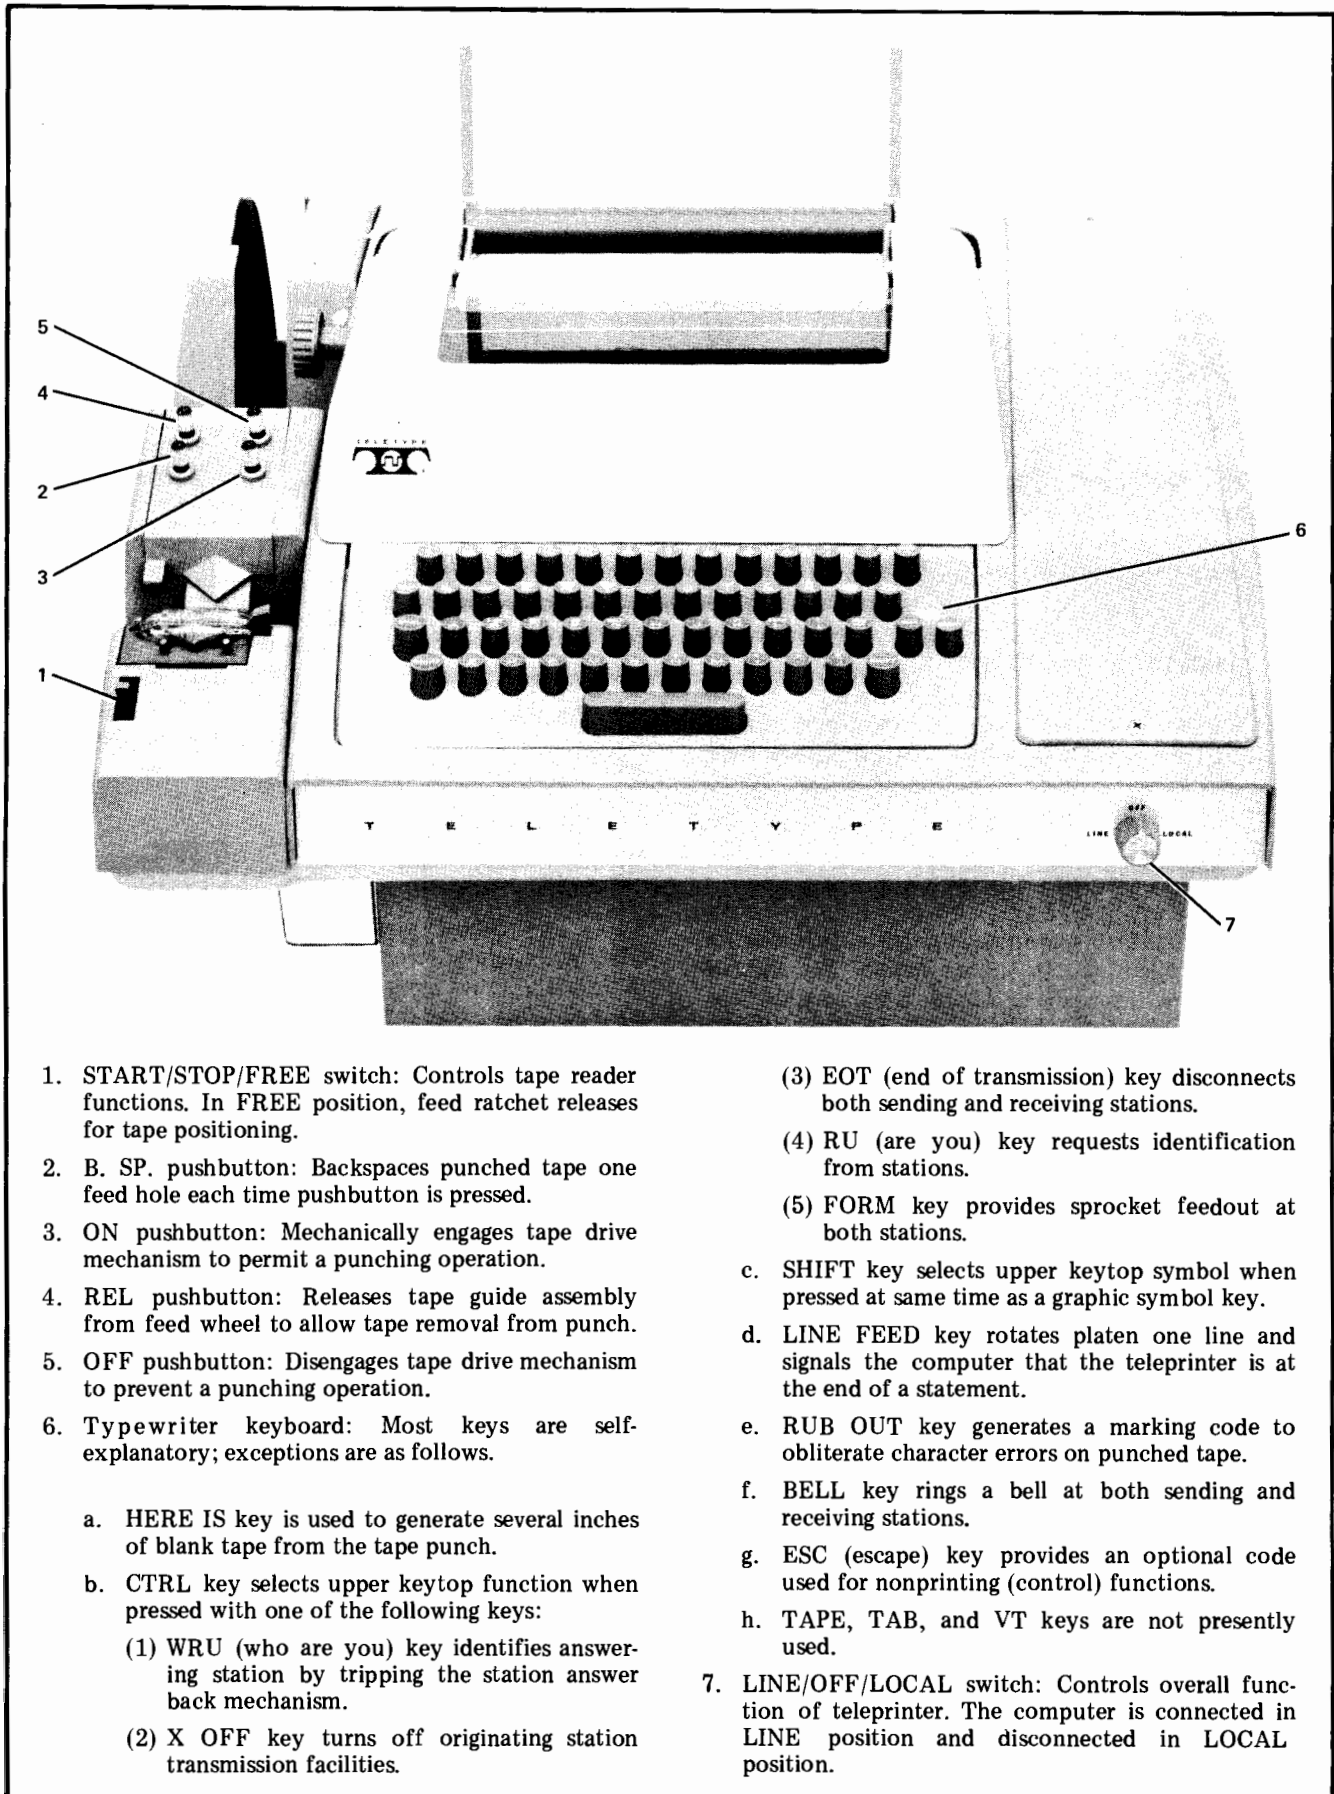 5
4
2
3
1
6
7
TELETYPE
OFF
LINE
LOCAL
T E L E T Y P E
1. START/STOP/FREE switch: Controls tape reader
functions. In FREE position, feed ratchet releases
for tape positioning.
2. B. SP. pushbutton: Backspaces punched tape one
feed hole each time pushbutton is pressed.
3. ON pushbutton: Mechanically engages tape drive
mechanism to permit a punching operation.
4. REL pushbutton: Releases tape guide assembly
from feed wheel to allow tape removal from punch.
5. OFF pushbutton: Disengages tape drive mechanism
to prevent a punching operation.
6. Typewriter keyboard: Most keys are self-
explanatory; exceptions are as follows.
a. HERE IS key is used to generate several inches
of blank tape from the tape punch.
b. CTRL key selects upper keytop function when
pressed with one of the following keys:
(1) WRU (who are you) key identifies answer-
ing station by tripping the station answer
back mechanism.
(2) X OFF key turns off originating station
transmission facilities.
(3) EOT (end of transmission) key disconnects
both sending and receiving stations.
(4) RU (are you) key requests identification
from stations.
(5) FORM key provides sprocket feedout at
both stations.
c. SHIFT key selects upper keytop symbol when
pressed at same time as a graphic symbol key.
d. LINE FEED key rotates platen one line and
signals the computer that the teleprinter is at
the end of a statement.
e. RUB OUT key generates a marking code to
obliterate character errors on punched tape.
f. BELL key rings a bell at both sending and
receiving stations.
g. ESC (escape) key provides an optional code
used for nonprinting (control) functions.
h. TAPE, TAB, and VT keys are not presently
used.
7. LINE/OFF/LOCAL switch: Controls overall func-
tion of teleprinter. The computer is connected in
LINE position and disconnected in LOCAL
position.